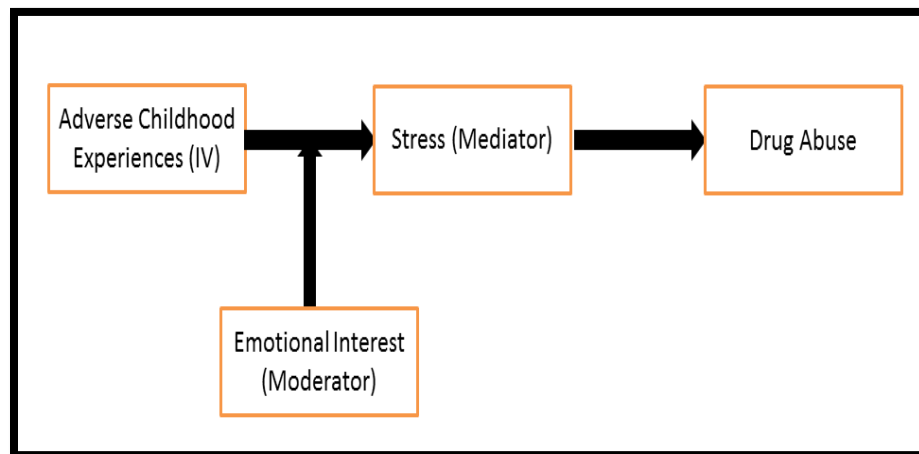 Adverse Childhood
Experiences (IV)
Stress (Mediator)
Drug Abuse
Emotional Interest
(Moderator)